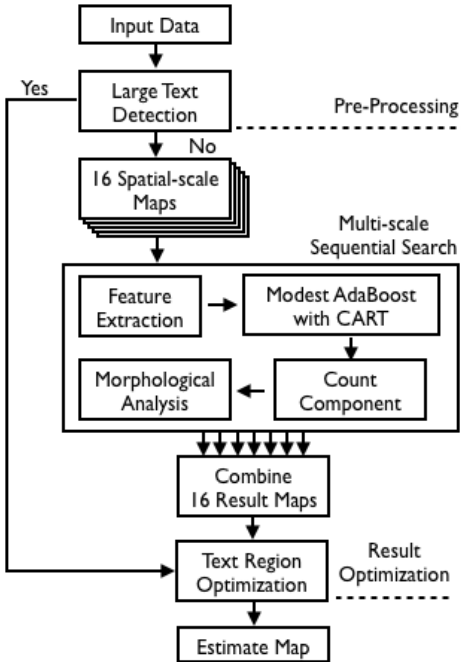 Input Data
Yes
Large Text
Detection
Pre-Processing
No
16 Spatial-scale
Maps
Multi-scale
Sequential Search
Feature
Extraction
Modest AdaBoost
with CART
Morphological
Analysis
Count
Component
Combine
16 Result Maps
Text Region
Optimization
Result
Optimization
Estimate Map